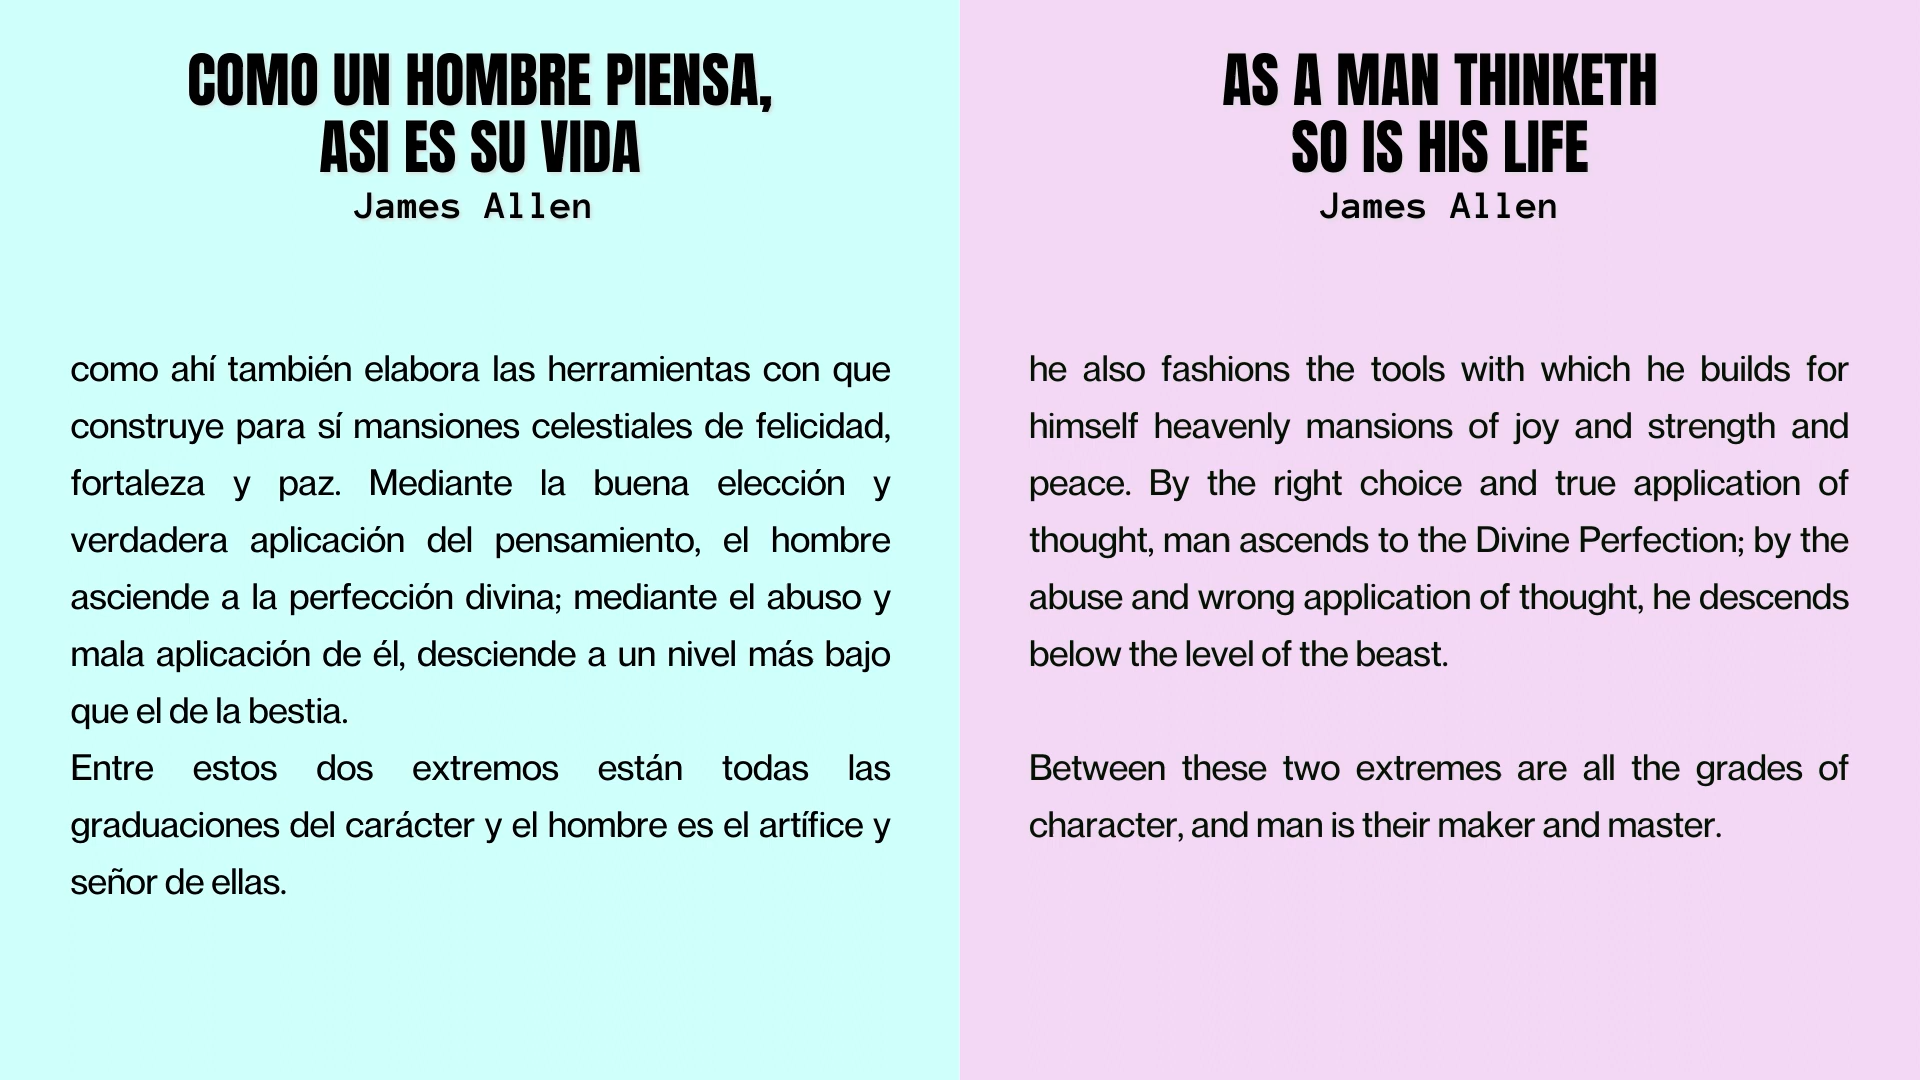 COMO UN HOMBRE PIENSA,
ASI ES SU VIDA
James Allen
como ahí también elabora las herramientas con que
construye para sí mansiones celestiales de felicidad,
fortaleza y paz. Mediante la buena elección y
verdadera aplicación del pensamiento, el hombre
asciende a la perfección divina; mediante el abuso y
mala aplicación de él, desciende a un nivel más bajo
que el de la bestia.
Entre estos dos extremos están todas las
graduaciones del carácter y el hombre es el artífice y
señor de ellas.
AS A MAN THINKETH
SO IS HIS LIFE
James Allen
he also fashions the tools with which he builds for
himself heavenly mansions of joy and strength and
peace. By the right choice and true application of
thought, man ascends to the Divine Perfection; by the
abuse and wrong application of thought, he descends
below the level of the beast.
Between these two extremes are all the grades of
character, and man is their maker and master.